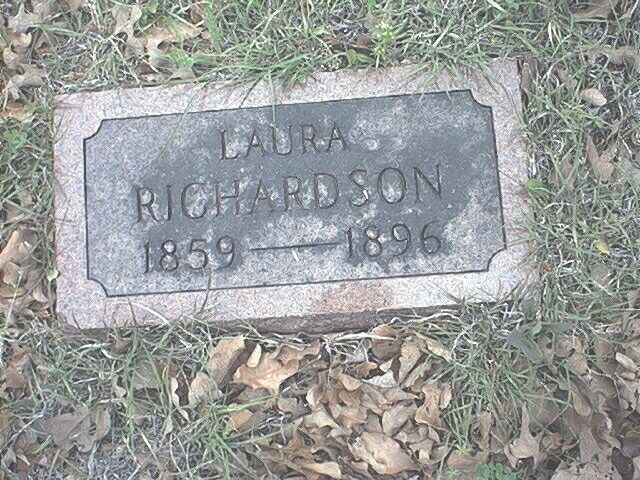 LAURA
RICHARDSON
1859 — 1896